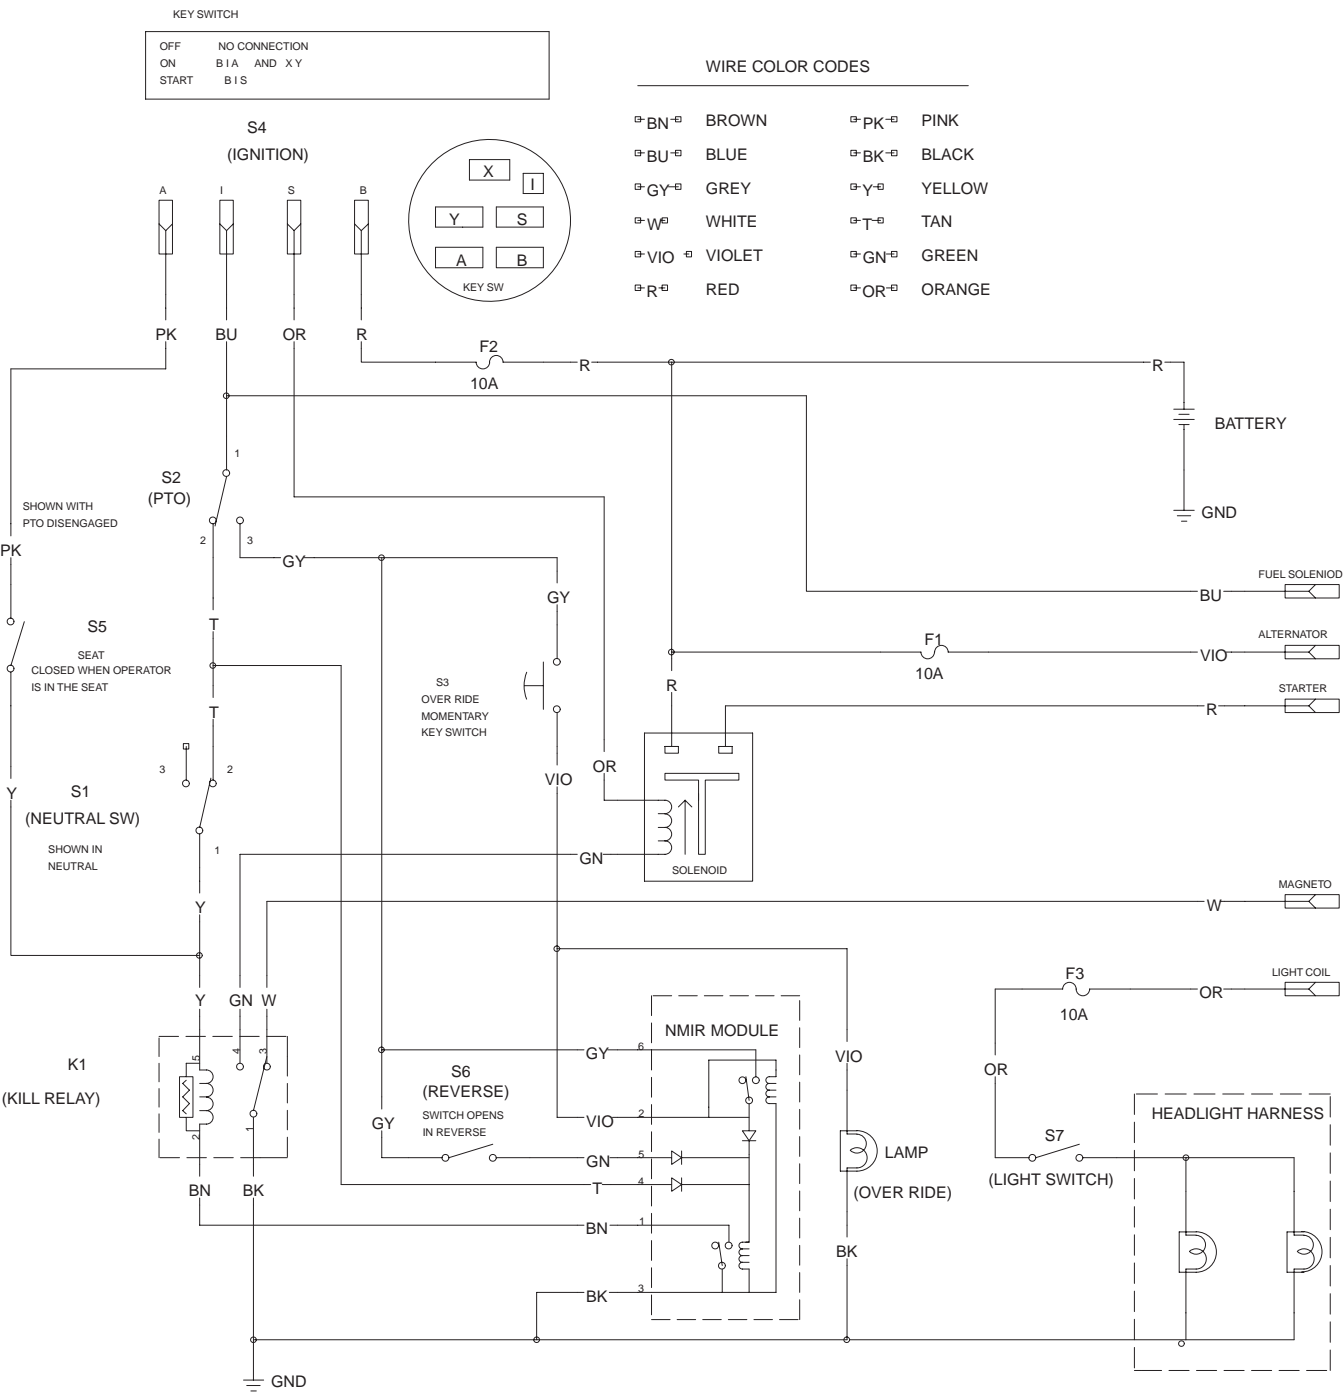 KEY SWITCH
OFF NO CONNECTION
ON B I A AND X Y
START B I S
WIRE COLOR CODES
BN BROWN
PK PINK
BU BLUE
BK BLACK
GY GREY
Y YELLOW
W WHITE
T TAN
VIO VIOLET
GN GREEN
R RED
OR ORANGE
S4
(IGNITION)
A
I
S
B
X
I
Y
S
A
B
KEY SW
PK
BU
OR
R
F2
10A
R
R
BATTERY
GND
1
S2
(PTO)
SHOWN WITH
PTO DISENGAGED
2
3
PK
GY
GY
FUEL SOLENIOD
BU
T
S5
SEAT
CLOSED WHEN OPERATOR
IS IN THE SEAT
F1
10A
ALTERNATOR
VIO
S3
OVER RIDE
MOMENTARY
KEY SWITCH
R
STARTER
R
T
3
2
Y
S1
(NEUTRAL SW)
SHOWN IN
NEUTRAL
1
VIO
OR
GN
SOLENOID
MAGNETO
W
Y
Y
GN
W
F3
10A
LIGHT COIL
OR
K1
(KILL RELAY)
5
4
3
2
1
NMIR MODULE
GY
6
S6
(REVERSE)
SWITCH OPENS
IN REVERSE
GY
VIO
2
GN
5
T
4
VIO
LAMP
(OVER RIDE)
OR
S7
(LIGHT SWITCH)
HEADLIGHT HARNESS
BN
BK
BN
1
BK
BK
3
GND